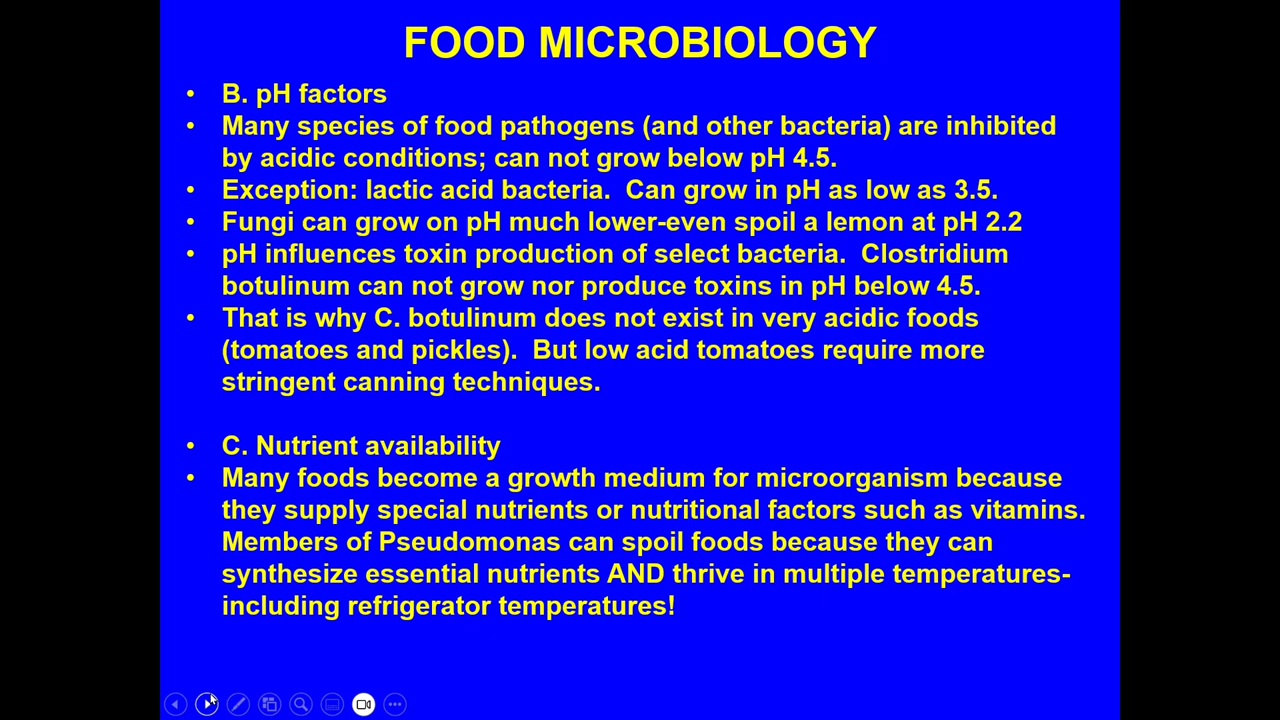 FOOD MICROBIOLOGY
• B. pH factors
• Many species of food pathogens (and other bacteria) are inhibited
by acidic conditions; can not grow below pH 4.5.
• Exception: lactic acid bacteria.  Can grow in pH as low as 3.5.
• Fungi can grow on pH much lower-even spoil a lemon at pH 2.2
• pH influences toxin production of select bacteria.  Clostridium
botulinum can not grow nor produce toxins in pH below 4.5.
• That is why C. botulinum does not exist in very acidic foods
(tomatoes and pickles).  But low acid tomatoes require more
stringent canning techniques.
• C. Nutrient availability
• Many foods become a growth medium for microorganism because
they supply special nutrients or nutritional factors such as vitamins.
Members of Pseudomonas can spoil foods because they can
synthesize essential nutrients AND thrive in multiple temperatures-
including refrigerator temperatures!